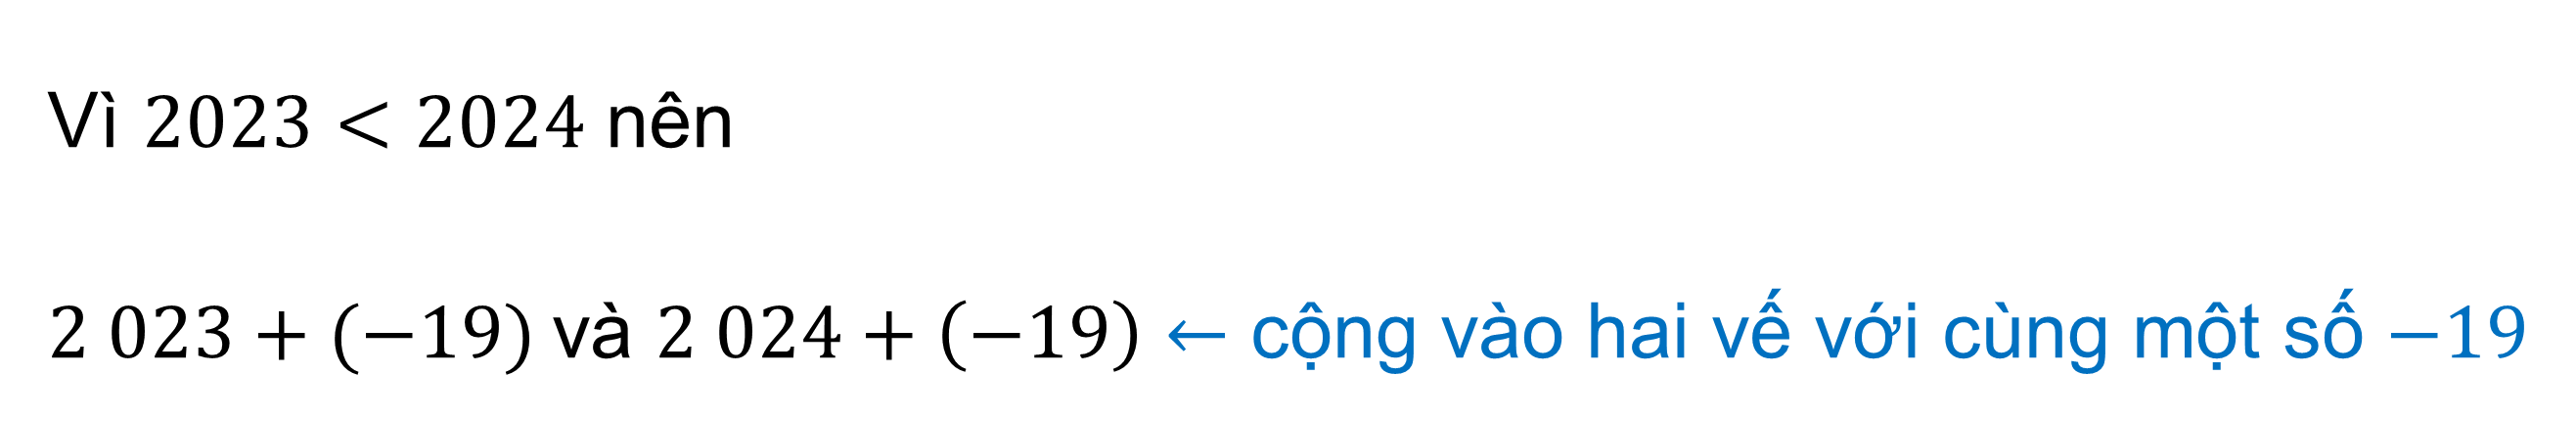 Vì 2023 < 2024 nên
2 023 + (−19) và 2 024 + (−19) ← cộng vào hai vế với cùng một số −19